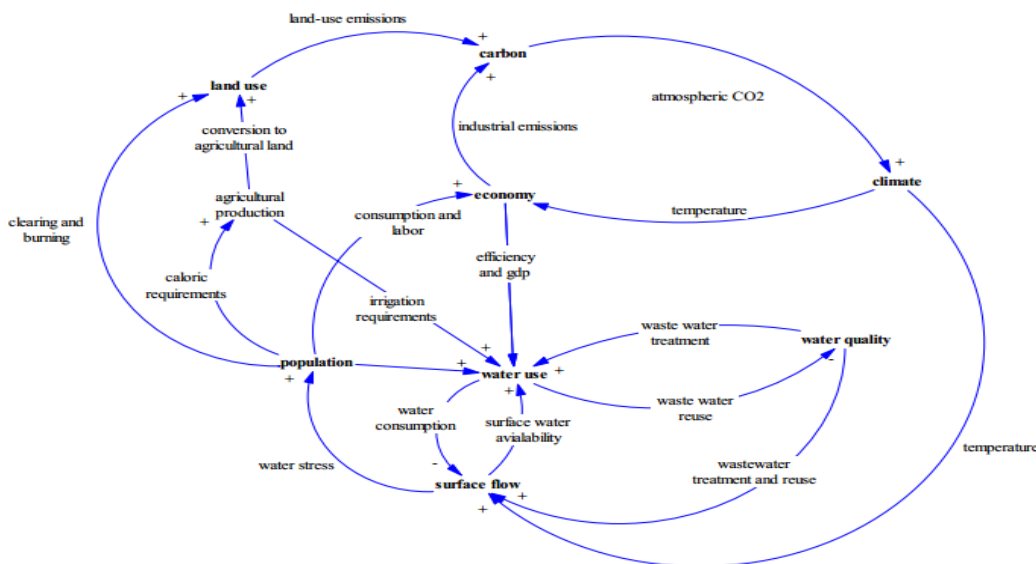 land-use emissions
+
carbon
+
+
land use
+
+
atmospheric CO2
industrial emissions
conversion to
agricultural land
+
climate
+
economy
agricultural
production
+
consumption and
labor
temperature
clearing and
burning
efficiency
and gdp
caloric
requirements
irrigation
requirements
waste water
treatment
water quality
-
+
+
+
population
+
water use
+
+
waste water
reuse
water
consumption
surface water
avialability
-
water stress
surface flow
+
+
wastewater
treatment and reuse
temperature